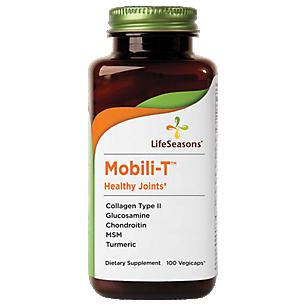 LifeSeasons®
Mobili-T™
Healthy Joints*
Collagen Type II
Glucosamine
Chondroitin
MSM
Turmeric
Dietary Supplement 100 Vegicaps